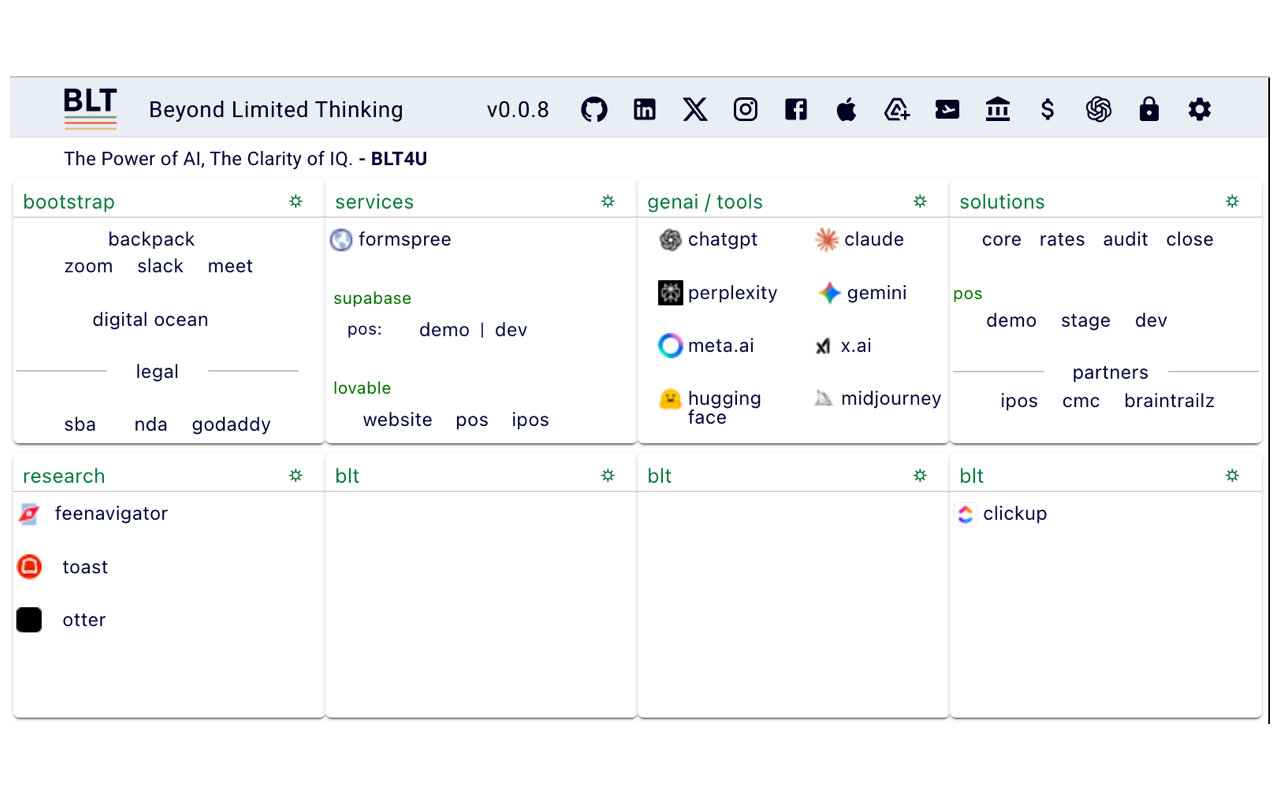 BLT Beyond Limited Thinking v0.0.8
The Power of AI, The Clarity of IQ. - BLT4U
bootstrap
backpack
zoom slack meet
digital ocean
legal
sba nda godaddy
services
formspree
supabase
pos: demo | dev
lovable
website pos ipos
genai / tools
chatgpt claude
perplexity gemini
meta.ai x.ai
hugging midjourney
face
solutions
core rates audit close
pos
demo stage dev
partners
ipos cmc braintrailz
research
feenavigator
toast
otter
blt
blt
blt
clickup